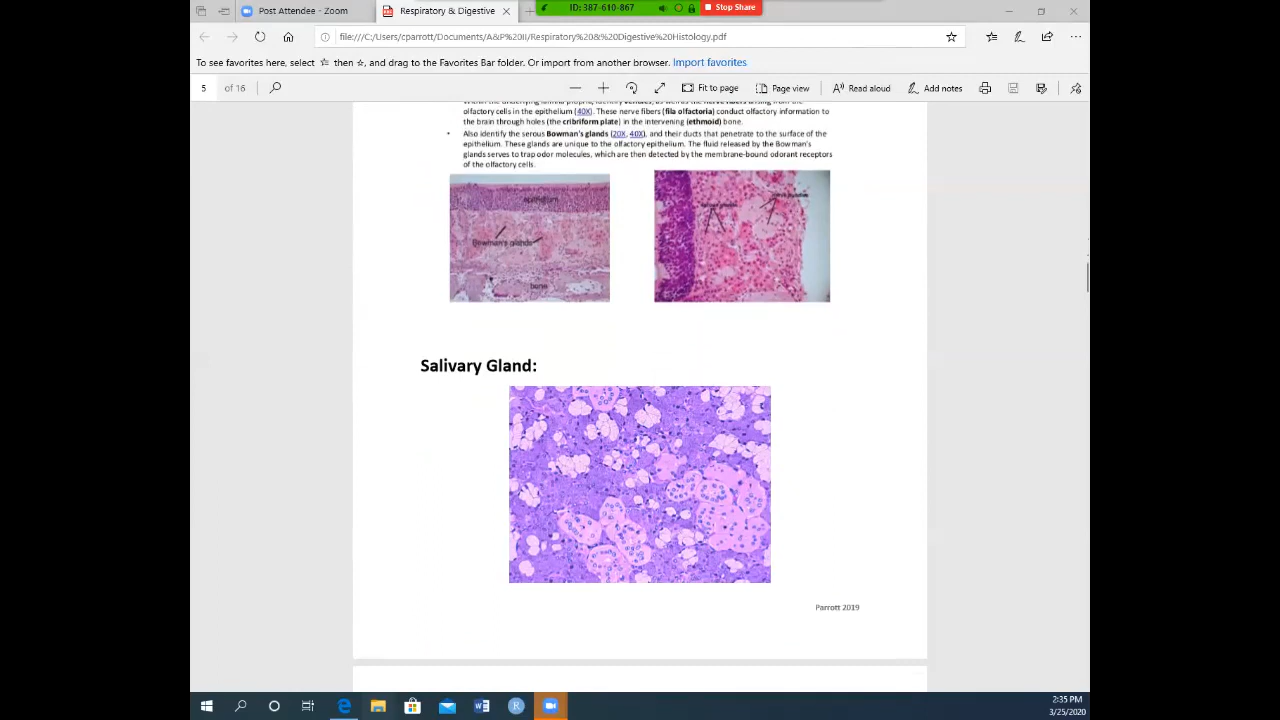 Post Attendee - Zoom
Respiratory & Digestive
ID: 387-610-867
Stop Share
file:///C:/Users/cparrott/Documents/A&P%20II/Respiratory%20&%20Digestive%20Histology.pdf
To see favorites here, select then, and drag to the Favorites Bar folder. Or import from another browser. Import favorites
5 of 16
Fit to page
Page view
Read aloud
Add notes
olfactory cells in the epithelium (40X). These nerve fibers (fila olfactoria) conduct olfactory information to
the brain through holes (the cribriform plate) in the intervening (ethmoid) bone.
• Also identify the serous Bowman's glands (20X, 40X), and their ducts that penetrate to the surface of the
epithelium. These glands are unique to the olfactory epithelium. The fluid released by the Bowman's
glands serves to trap odor molecules, which are then detected by the membrane-bound odorant receptors
of the olfactory cells.
epithelium
Bowman's glands
bone
Salivary Gland:
Parrott 2019
2:35 PM
3/25/2020